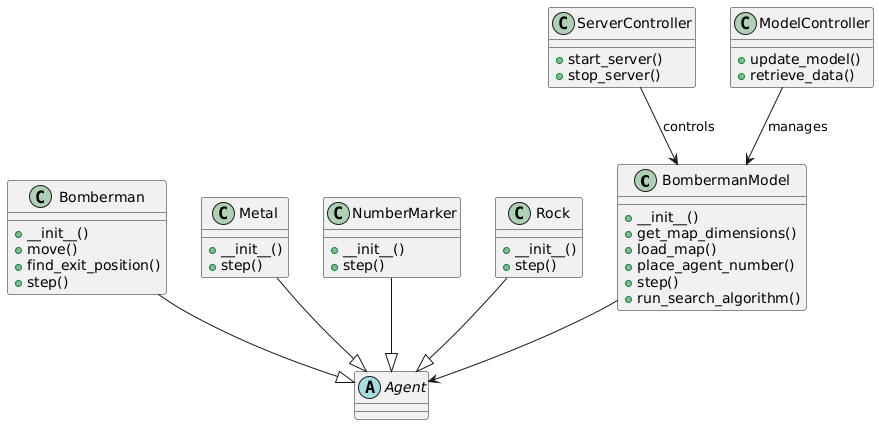 C ServerController
+ start_server()
+ stop_server()
C ModelController
+ update_model()
+ retrieve_data()
controls
manages
C Bomberman
+ __init__()
+ move()
+ find_exit_position()
+ step()
C Metal
+ __init__()
+ step()
C NumberMarker
+ __init__()
+ step()
C Rock
+ __init__()
+ step()
C BombermanModel
+ __init__()
+ get_map_dimensions()
+ load_map()
+ place_agent_number()
+ step()
+ run_search_algorithm()
A Agent